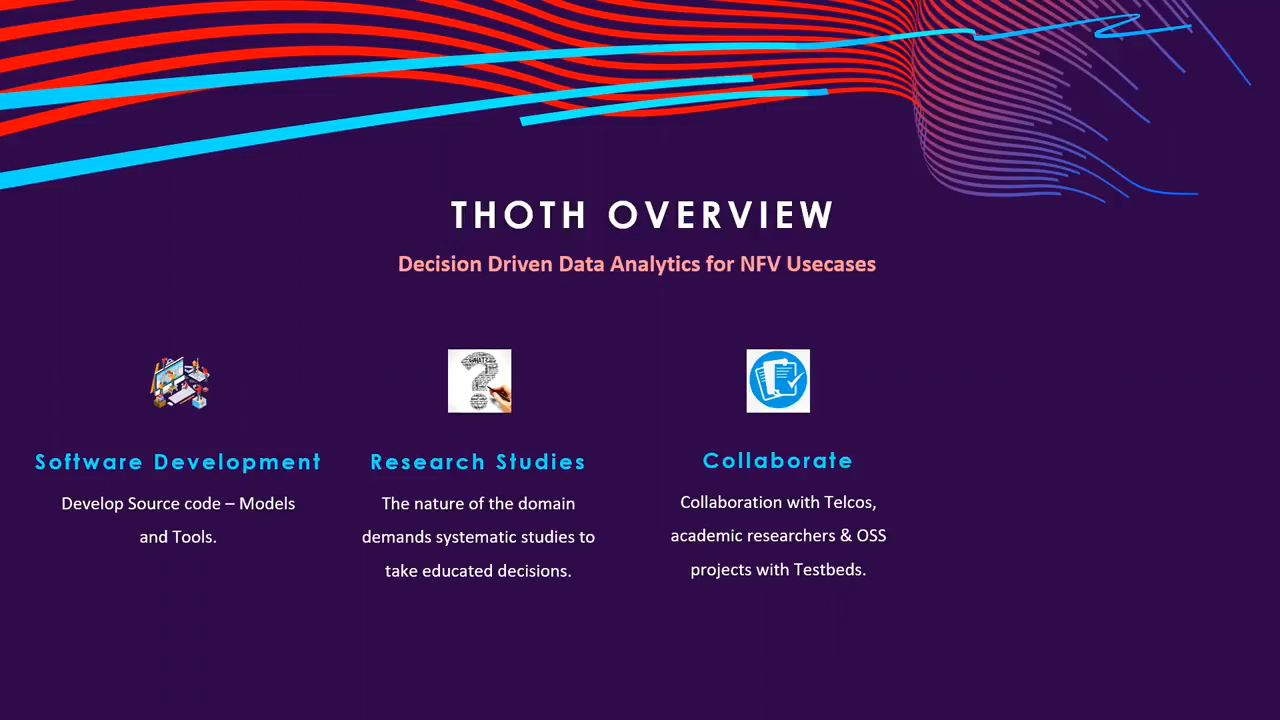 THOTH OVERVIEW
Decision Driven Data Analytics for NFV Usecases
Software Development
Develop Source code – Models
and Tools.
Research Studies
The nature of the domain
demands systematic studies to
take educated decisions.
Collaborate
Collaboration with Telcos,
academic researchers & OSS
projects with Testbeds.